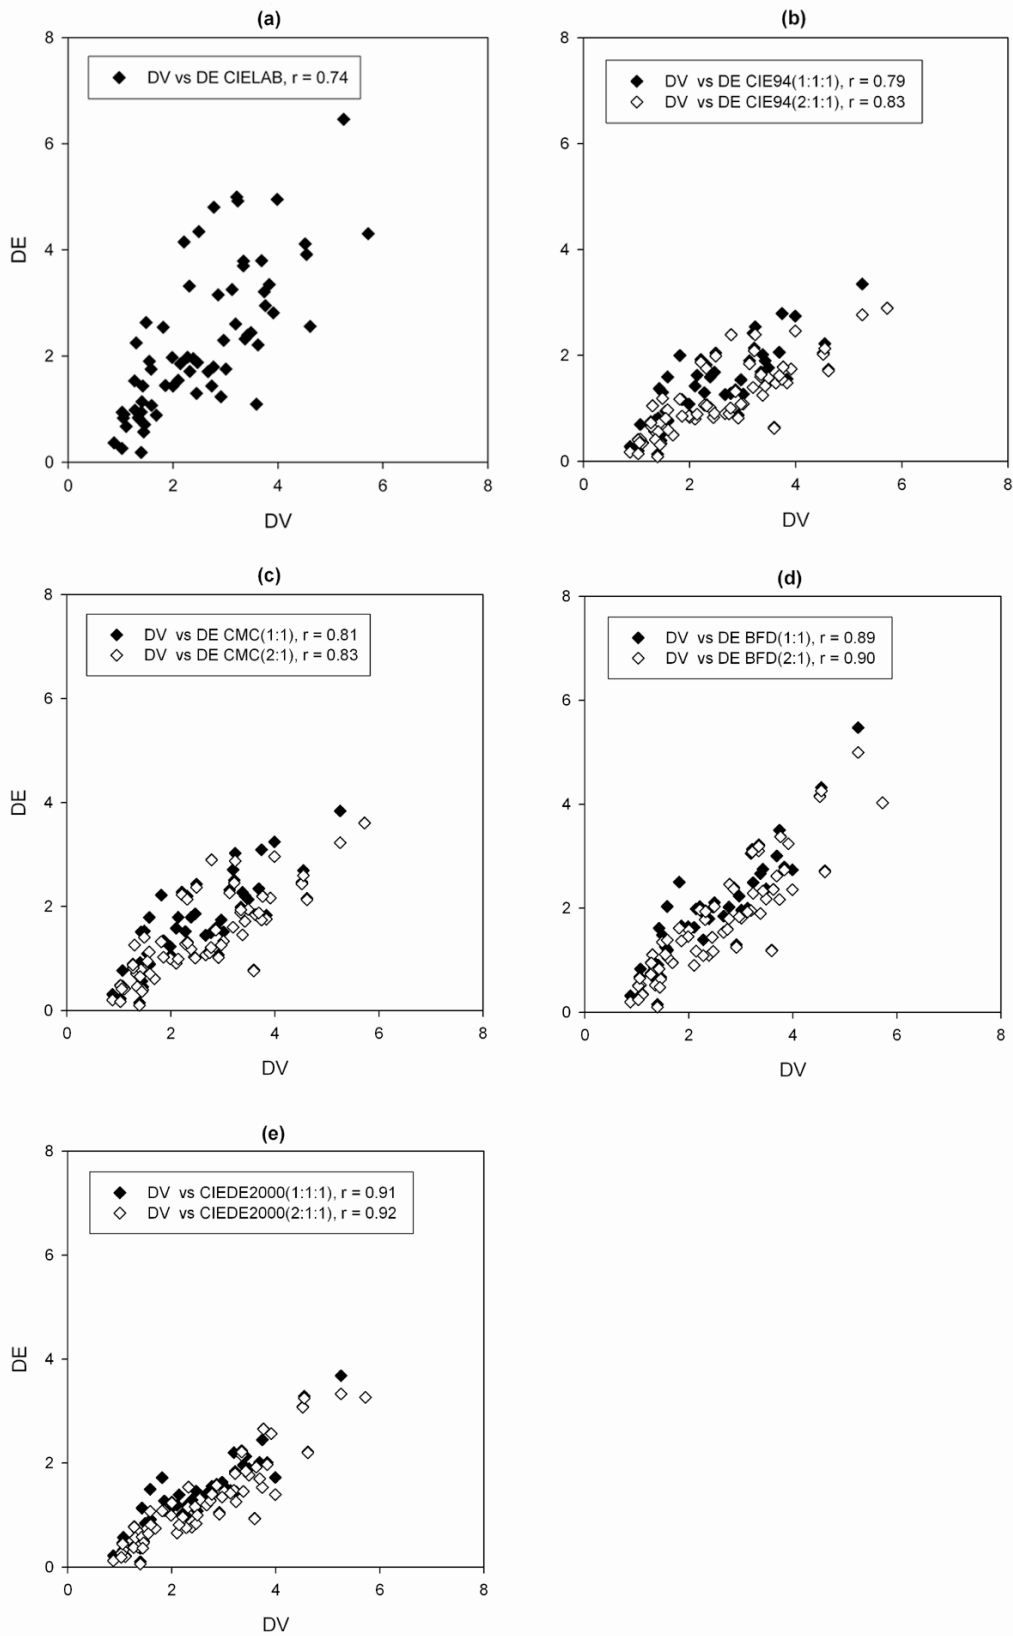 (a)
8
DV vs DE CIELAB, r = 0.74
6
DE
4
2
0
0 2 4 6 8
DV
(b)
8
DV vs DE CIE94(1:1:1), r = 0.79
DV vs DE CIE94(2:1:1), r = 0.83
6
4
2
0
0 2 4 6 8
DV
(c)
8
DV vs DE CMC(1:1), r = 0.81
DV vs DE CMC(2:1), r = 0.83
6
DE
4
2
0
0 2 4 6 8
DV
(d)
8
DV vs DE BFD(1:1), r = 0.89
DV vs DE BFD(2:1), r = 0.90
6
4
2
0
0 2 4 6 8
DV
(e)
8
DV vs CIEDE2000(1:1:1), r = 0.91
DV vs CIEDE2000(2:1:1), r = 0.92
6
DE
4
2
0
0 2 4 6 8
DV